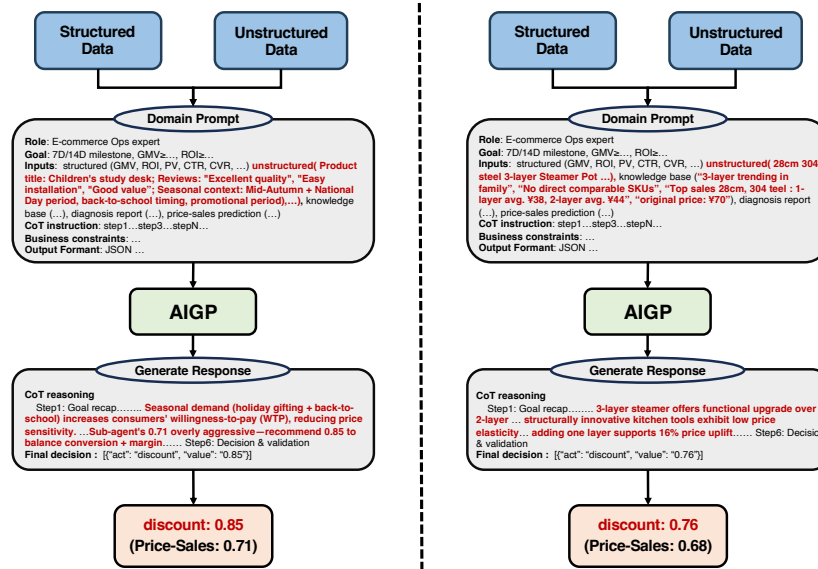 Structured
Data
Unstructured
Data
Domain Prompt
Role: E-commerce Ops expert
Goal: 7D/14D milestone, GMV≥…, ROI≥…
Inputs: structured (GMV, ROI, PV, CTR, CVR, …) unstructured( Product
title: Children's study desk; Reviews: "Excellent quality", "Easy
installation", "Good value”; Seasonal context: Mid-Autumn + National
Day period, back-to-school timing, promotional period),…), knowledge
base (…), diagnosis report (…), price-sales prediction (…)
CoT instruction: step1…step3…stepN…
Business constraints: …
Output Formant: JSON …
AIGP
Generate Response
CoT reasoning
Step1: Goal recap…….. Seasonal demand (holiday gifting + back-to-
school) increases consumers' willingness-to-pay (WTP), reducing price
sensitivity. …Sub-agent's 0.71 overly aggressive—recommend 0.85 to
balance conversion + margin…… Step6: Decision & validation
Final decision : [{“act”: “discount”, “value”: “0.85”}]
discount: 0.85
(Price-Sales: 0.71)
Structured
Data
Unstructured
Data
Domain Prompt
Role: E-commerce Ops expert
Goal: 7D/14D milestone, GMV≥…, ROI≥…
Inputs: structured (GMV, ROI, PV, CTR, CVR, …) unstructured( 28cm 304
steel 3-layer Steamer Pot …), knowledge base (“3-layer trending in
family”, “No direct comparable SKUs”, “Top sales 28cm, 304 teel : 1-
layer avg. ¥38, 2-layer avg. ¥44”, “original price: ¥70”), diagnosis report
(…), price-sales prediction (…)
CoT instruction: step1…step3…stepN…
Business constraints: …
Output Formant: JSON …
AIGP
Generate Response
CoT reasoning
Step1: Goal recap…….. 3-layer steamer offers functional upgrade over
2-layer … structurally innovative kitchen tools exhibit low price
elasticity… adding one layer supports 16% price uplift…… Step6: Decision
& validation
Final decision : [{“act”: “discount”, “value”: “0.76”}]
discount: 0.76
(Price-Sales: 0.68)